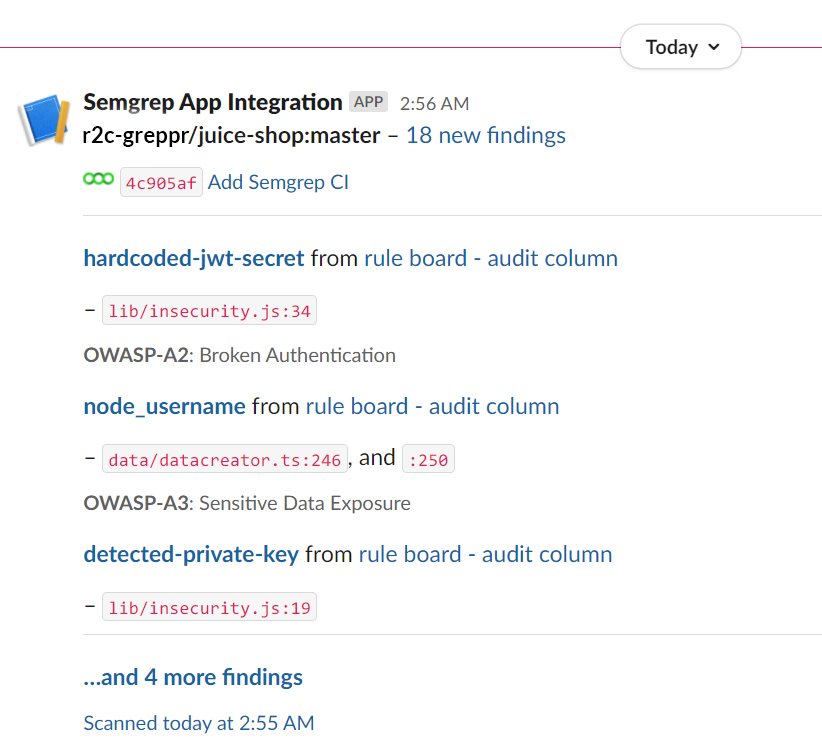 Today
Semgrep App Integration APP 2:56 AM
r2c-greppr/juice-shop:master – 18 new findings
4c905af Add Semgrep CI
hardcoded-jwt-secret from rule board - audit column
– lib/insecurity.js:34
OWASP-A2: Broken Authentication
node_username from rule board - audit column
– data/datacreator.ts:246, and :250
OWASP-A3: Sensitive Data Exposure
detected-private-key from rule board - audit column
– lib/insecurity.js:19
...and 4 more findings
Scanned today at 2:55 AM